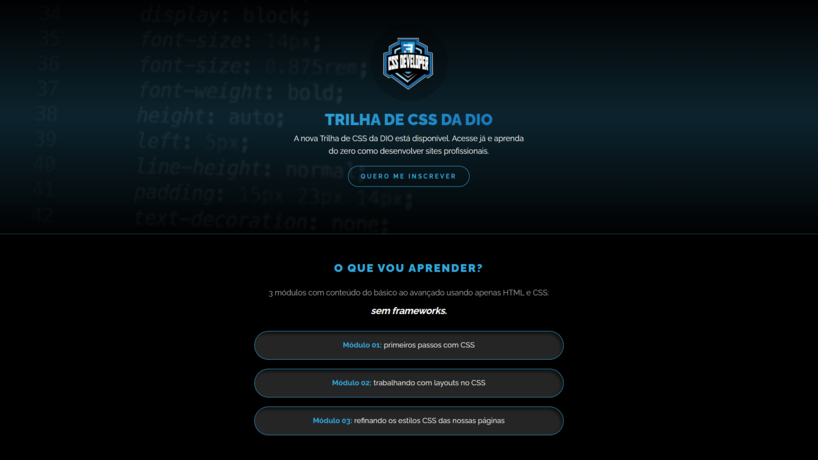 34 display: block;
35 font-size: 14px;
36 font-size: 0.875rem;
37 font-weight: bold;
38 height: auto;
39 left: 5px;
40 line-height: normal;
41 padding: 15px 23px 14px;
42 text-decoration: none;
3
CSS DEVELOPER
TRILHA DE CSS DA DIO
A nova Trilha de CSS da DIO está disponível. Acesse já e aprenda
do zero como desenvolver sites profissionais.
QUERO ME INSCREVER
O QUE VOU APRENDER?
3 módulos com conteúdo do básico ao avançado usando apenas HTML e CSS:
sem frameworks.
Módulo 01: primeiros passos com CSS
Módulo 02: trabalhando com layouts no CSS
Módulo 03: refinando os estilos CSS das nossas páginas